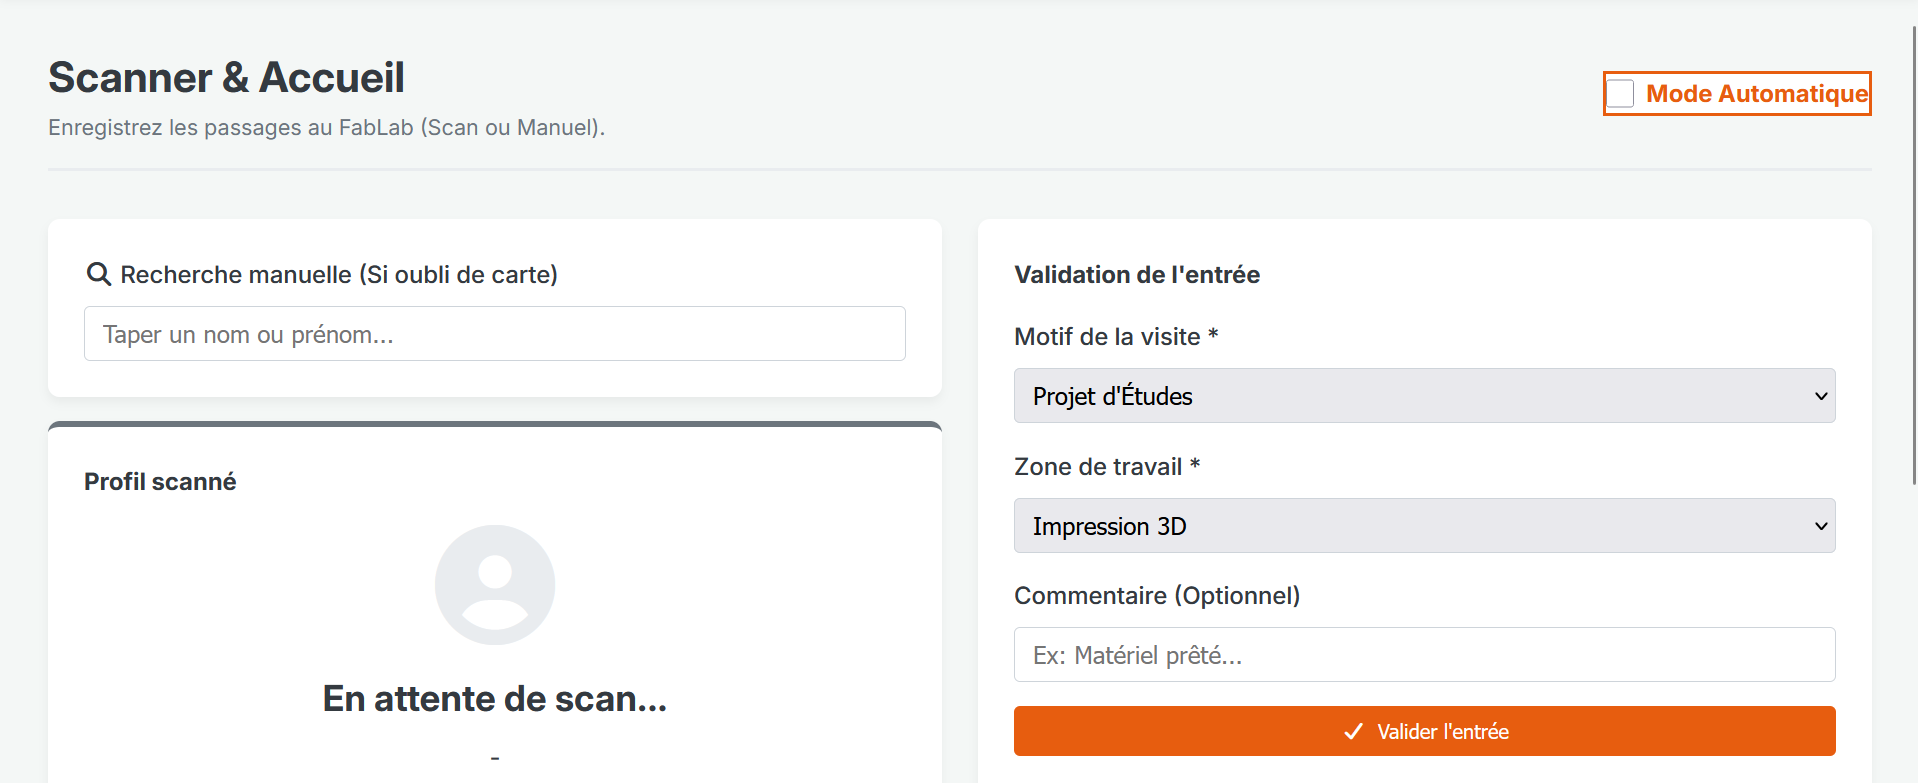 Scanner & Accueil
Enregistrez les passages au FabLab (Scan ou Manuel).
Mode Automatique
Recherche manuelle (Si oubli de carte)
Taper un nom ou prénom...
Profil scanné
En attente de scan...
-
Validation de l'entrée
Motif de la visite *
Projet d'Études
Zone de travail *
Impression 3D
Commentaire (Optionnel)
Ex: Matériel prêté...
Valider l'entrée